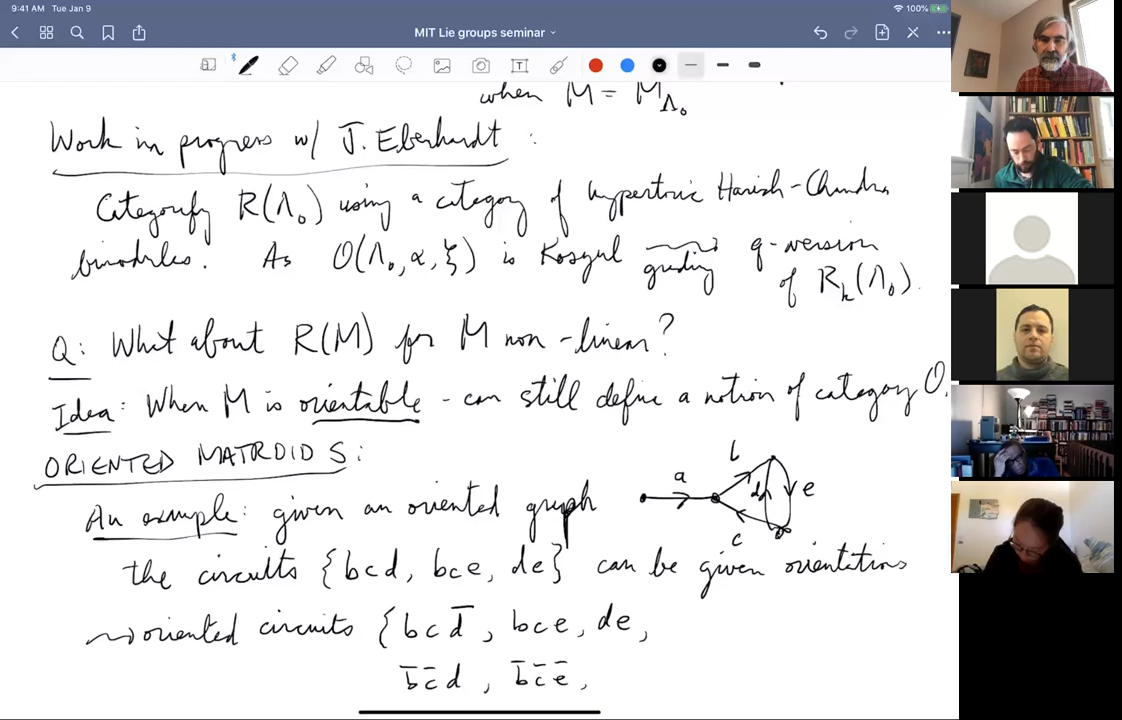 9:41 AM Tue Jan 9
100%
MIT Lie groups seminar
when M = M_Λ₀
Work in progress w/ J. Eberhardt :
Categorify R(Λ₀) using a category of hypertoric Harish-Chandra
bimodules. As O(Λ₀, α, ξ) is Koszul ⇝ grading q-version
of R_k(Λ₀).
Q: What about R(M) for M non-linear?
Idea: When M is orientable - can still define a notion of category O.
ORIENTED MATROIDS:
An example: given an oriented graph
a
b
d
e
c
the circuits {bcd, bce, de} can be given orientations
⇝ oriented circuits {bcd̅, bce, de,
b̅c̅d, b̅c̅e̅,